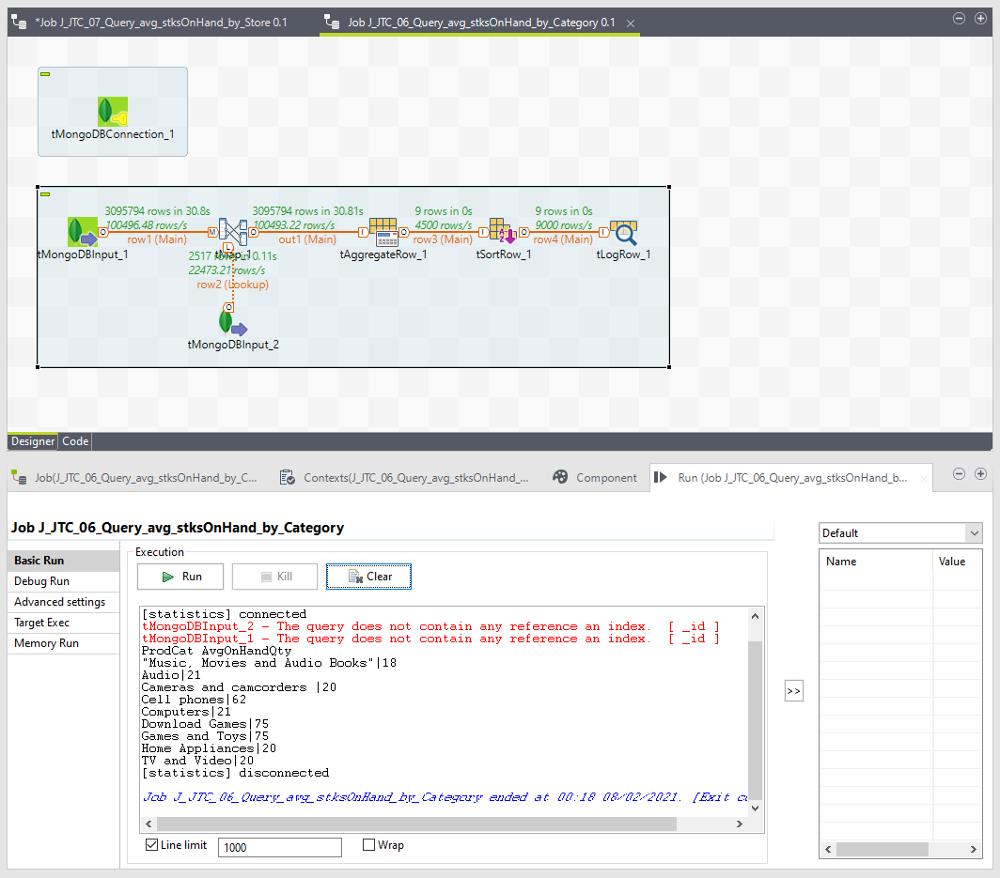 *Job J_JTC_07_Query_avg_stksOnHand_by_Store 0.1
Job J_JTC_06_Query_avg_stksOnHand_by_Category 0.1
tMongoDBConnection_1
3095794 rows in 30.8s
100496.48 rows/s
row1 (Main)
3095794 rows in 30.81s
100493.22 rows/s
out1 (Main)
9 rows in 0s
4500 rows/s
row3 (Main)
9 rows in 0s
9000 rows/s
row4 (Main)
tMongoDBInput_1
tMap_1
tAggregateRow_1
tSortRow_1
tLogRow_1
2517 rows in 0.11s
22473.21 rows/s
row2 (Lookup)
tMongoDBInput_2
Designer
Code
Job(J_JTC_06_Query_avg_stksOnHand_by_C...
Contexts(J_JTC_06_Query_avg_stksOnHand_...
Component
Run (Job J_JTC_06_Query_avg_stksOnHand_b...
Job J_JTC_06_Query_avg_stksOnHand_by_Category
Default
Basic Run
Debug Run
Advanced settings
Target Exec
Memory Run
Execution
Run
Kill
Clear
Name
Value
[statistics] connected
tMongoDBInput_2 - The query does not contain any reference an index.  [ _id ]
tMongoDBInput_1 - The query does not contain any reference an index.  [ _id ]
ProdCat AvgOnHandQty
"Music, Movies and Audio Books"|18
Audio|21
Cameras and camcorders |20
Cell phones|62
Computers|21
Download Games|75
Games and Toys|75
Home Appliances|20
TV and Video|20
[statistics] disconnected
Job J_JTC_06_Query_avg_stksOnHand_by_Category ended at 00:18 08/02/2021. [Exit co
>>
Line limit
1000
Wrap